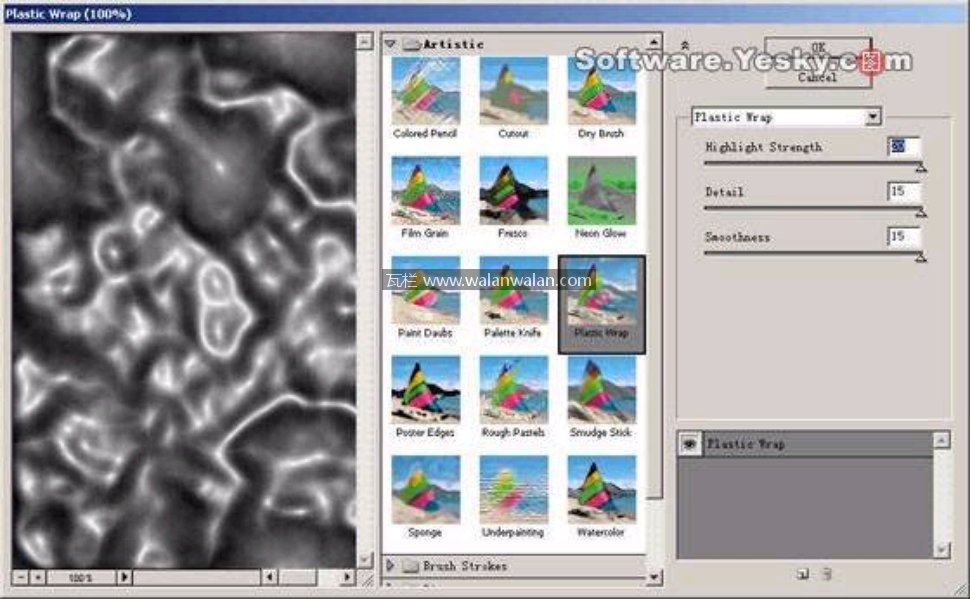 Plastic Wrap (100%)
Artistic
Colored Pencil
Cutout
Dry Brush
Film Grain
Fresco
Neon Glow
瓦栏 www.walanwalan.com
Paint Daubs
Palette Knife
Plastic Wrap
Poster Edges
Rough Pastels
Smudge Stick
Sponge
Underpainting
Watercolor
Brush Strokes
100%
OK
Software.Yesky.com
Cancel
Plastic Wrap
Highlight Strength
20
Detail
15
Smoothness
15
Plastic Wrap